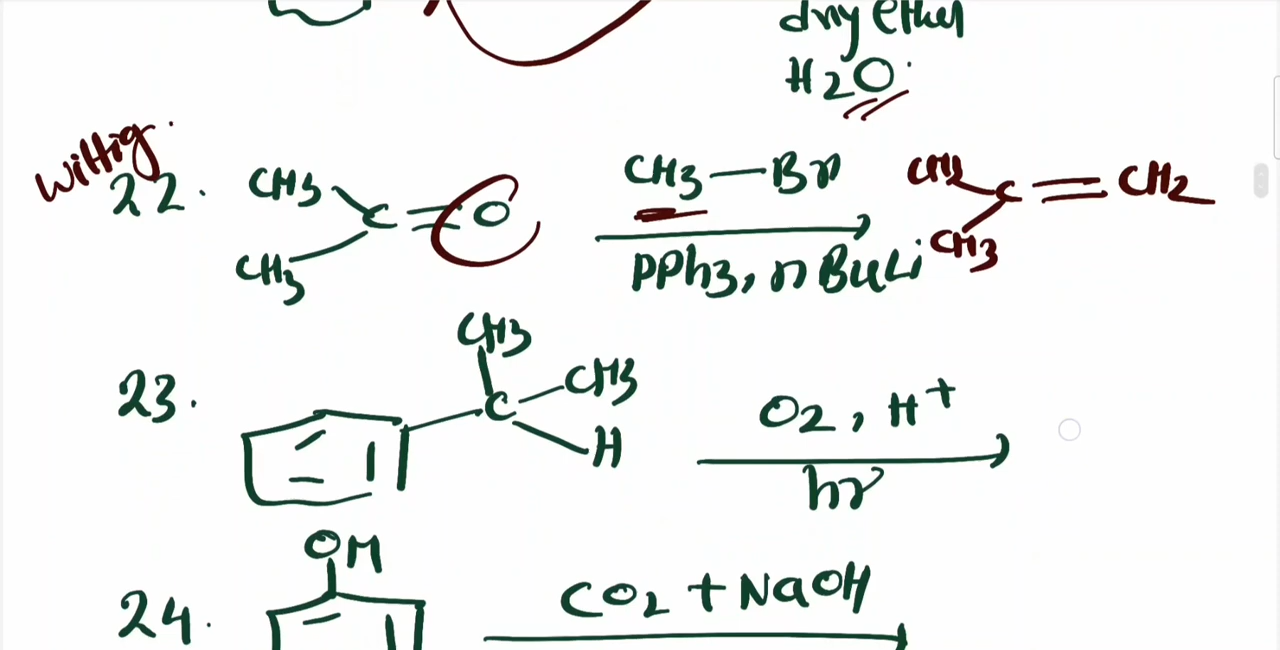 dry ether
H2O.
Wittig.
22. CH3 CH3 C=O CH3—Br PPh3, nBuLi CH3 CH3 C=CH2
23. CH3 C CH3 H O2, H+ hν
24. OH CO2 + NaOH